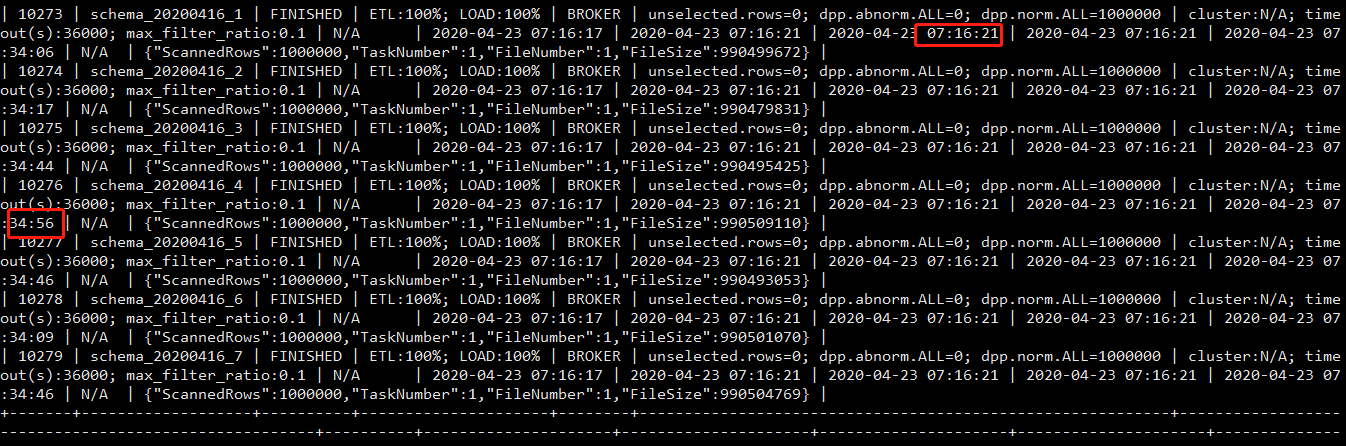 | 10273 | schema_20200416_1 | FINISHED | ETL:100%; LOAD:100% | BROKER | unselected.rows=0; dpp.abnorm.ALL=0; dpp.norm.ALL=1000000 | cluster:N/A; time
out(s):36000; max_filter_ratio:0.1 | N/A | 2020-04-23 07:16:17 | 2020-04-23 07:16:21 | 2020-04-23 07:16:21 | 2020-04-23 07:16:21 | 2020-04-23 07
:34:06 | N/A | {"ScannedRows":1000000,"TaskNumber":1,"FileNumber":1,"FileSize":990499672} |
| 10274 | schema_20200416_2 | FINISHED | ETL:100%; LOAD:100% | BROKER | unselected.rows=0; dpp.abnorm.ALL=0; dpp.norm.ALL=1000000 | cluster:N/A; time
out(s):36000; max_filter_ratio:0.1 | N/A | 2020-04-23 07:16:17 | 2020-04-23 07:16:21 | 2020-04-23 07:16:21 | 2020-04-23 07:16:21 | 2020-04-23 07
:34:17 | N/A | {"ScannedRows":1000000,"TaskNumber":1,"FileNumber":1,"FileSize":990479831} |
| 10275 | schema_20200416_3 | FINISHED | ETL:100%; LOAD:100% | BROKER | unselected.rows=0; dpp.abnorm.ALL=0; dpp.norm.ALL=1000000 | cluster:N/A; time
out(s):36000; max_filter_ratio:0.1 | N/A | 2020-04-23 07:16:17 | 2020-04-23 07:16:21 | 2020-04-23 07:16:21 | 2020-04-23 07:16:21 | 2020-04-23 07
:34:44 | N/A | {"ScannedRows":1000000,"TaskNumber":1,"FileNumber":1,"FileSize":990495425} |
| 10276 | schema_20200416_4 | FINISHED | ETL:100%; LOAD:100% | BROKER | unselected.rows=0; dpp.abnorm.ALL=0; dpp.norm.ALL=1000000 | cluster:N/A; time
out(s):36000; max_filter_ratio:0.1 | N/A | 2020-04-23 07:16:17 | 2020-04-23 07:16:21 | 2020-04-23 07:16:21 | 2020-04-23 07:16:21 | 2020-04-23 07
:34:56 | N/A | {"ScannedRows":1000000,"TaskNumber":1,"FileNumber":1,"FileSize":990509110} |
| 10277 | schema_20200416_5 | FINISHED | ETL:100%; LOAD:100% | BROKER | unselected.rows=0; dpp.abnorm.ALL=0; dpp.norm.ALL=1000000 | cluster:N/A; time
out(s):36000; max_filter_ratio:0.1 | N/A | 2020-04-23 07:16:17 | 2020-04-23 07:16:21 | 2020-04-23 07:16:21 | 2020-04-23 07:16:21 | 2020-04-23 07
:34:46 | N/A | {"ScannedRows":1000000,"TaskNumber":1,"FileNumber":1,"FileSize":990493053} |
| 10278 | schema_20200416_6 | FINISHED | ETL:100%; LOAD:100% | BROKER | unselected.rows=0; dpp.abnorm.ALL=0; dpp.norm.ALL=1000000 | cluster:N/A; time
out(s):36000; max_filter_ratio:0.1 | N/A | 2020-04-23 07:16:17 | 2020-04-23 07:16:21 | 2020-04-23 07:16:21 | 2020-04-23 07:16:21 | 2020-04-23 07
:34:09 | N/A | {"ScannedRows":1000000,"TaskNumber":1,"FileNumber":1,"FileSize":990501070} |
| 10279 | schema_20200416_7 | FINISHED | ETL:100%; LOAD:100% | BROKER | unselected.rows=0; dpp.abnorm.ALL=0; dpp.norm.ALL=1000000 | cluster:N/A; time
out(s):36000; max_filter_ratio:0.1 | N/A | 2020-04-23 07:16:17 | 2020-04-23 07:16:21 | 2020-04-23 07:16:21 | 2020-04-23 07:16:21 | 2020-04-23 07
:34:46 | N/A | {"ScannedRows":1000000,"TaskNumber":1,"FileNumber":1,"FileSize":990504769} |
+-------+-------------------+----------+---------------------+--------+-----------------------------------------------------------+------------------
-----------------------------------+----------+---------------------+---------------------+---------------------+---------------------+--------------